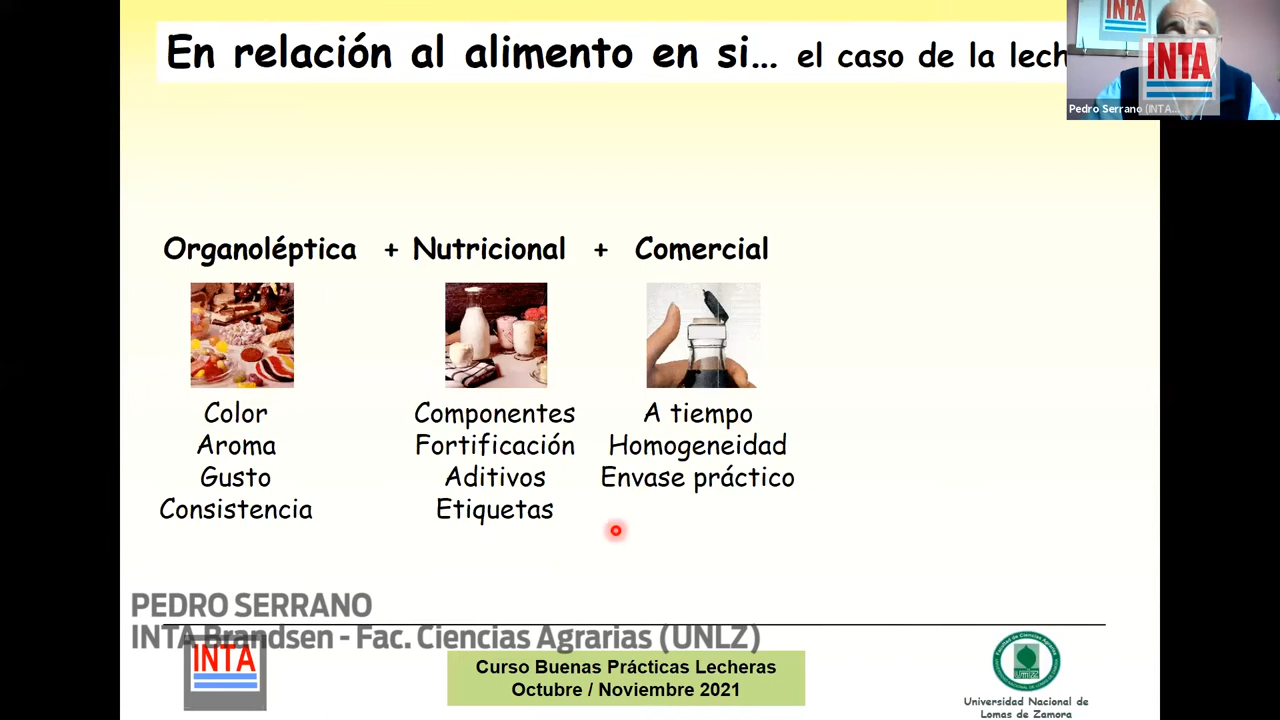 En relación al alimento en si... el caso de la lech
INTA
INTA
Pedro Serrano (INTA...
Organoléptica + Nutricional + Comercial
Color
Aroma
Gusto
Consistencia
Componentes
Fortificación
Aditivos
Etiquetas
A tiempo
Homogeneidad
Envase práctico
PEDRO SERRANO
INTA Brandsen - Fac. Ciencias Agrarias (UNLZ)
INTA
Curso Buenas Prácticas Lecheras
Octubre / Noviembre 2021
Universidad Nacional de
Lomas de Zamora